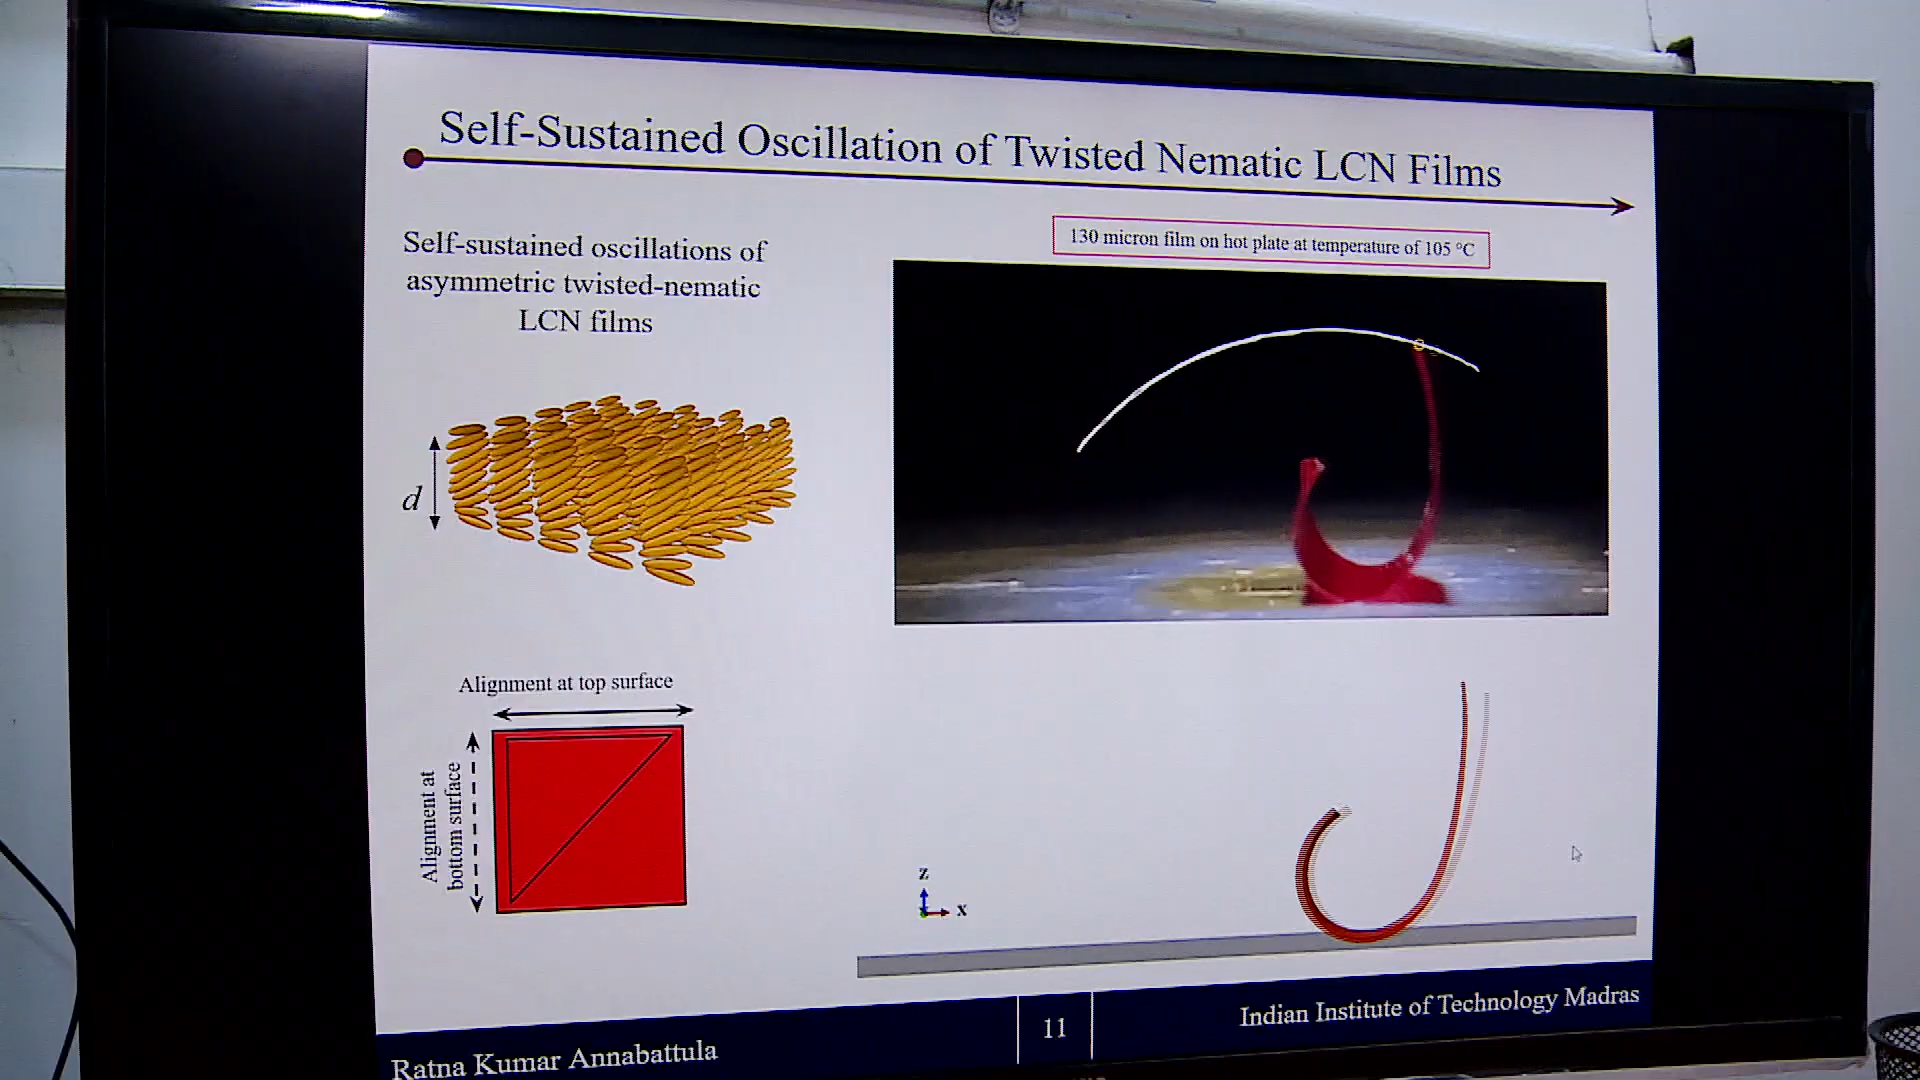 Self-Sustained Oscillation of Twisted Nematic LCN Films
Self-sustained oscillations of
asymmetric twisted-nematic
LCN films
130 micron film on hot plate at temperature of 105 °C
d
Alignment at top surface
Alignment at
bottom surface
z
x
Ratna Kumar Annabattula
11
Indian Institute of Technology Madras